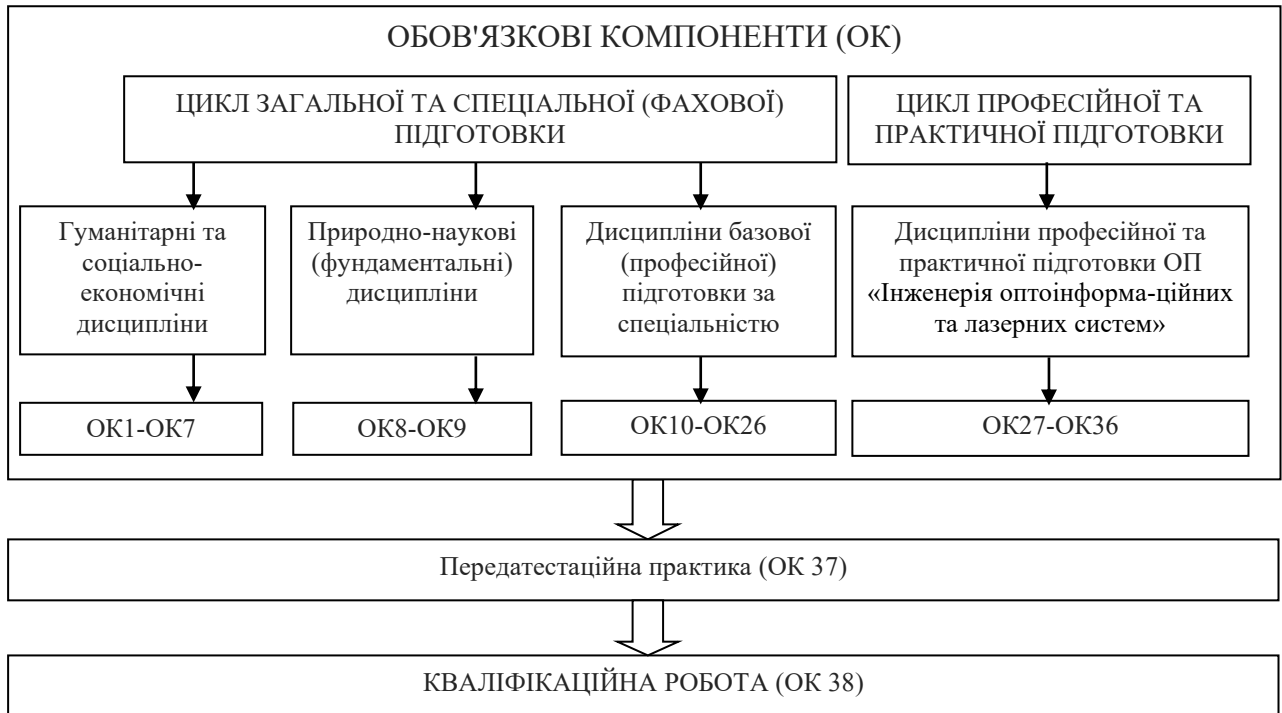 ОБОВ'ЯЗКОВІ КОМПОНЕНТИ (ОК)
ЦИКЛ ЗАГАЛЬНОЇ ТА СПЕЦІАЛЬНОЇ (ФАХОВОЇ)
ПІДГОТОВКИ
ЦИКЛ ПРОФЕСІЙНОЇ ТА
ПРАКТИЧНОЇ ПІДГОТОВКИ
Гуманітарні та
соціально-
економічні
дисципліни
Природно-наукові
(фундаментальні)
дисципліни
Дисципліни базової
(професійної)
підготовки за
спеціальністю
Дисципліни професійної та
практичної підготовки ОП
«Інженерія оптоінформа-ційних
та лазерних систем»
ОК1-ОК7
ОК8-ОК9
ОК10-ОК26
ОК27-ОК36
Передатестаційна практика (ОК 37)
КВАЛІФІКАЦІЙНА РОБОТА (ОК 38)